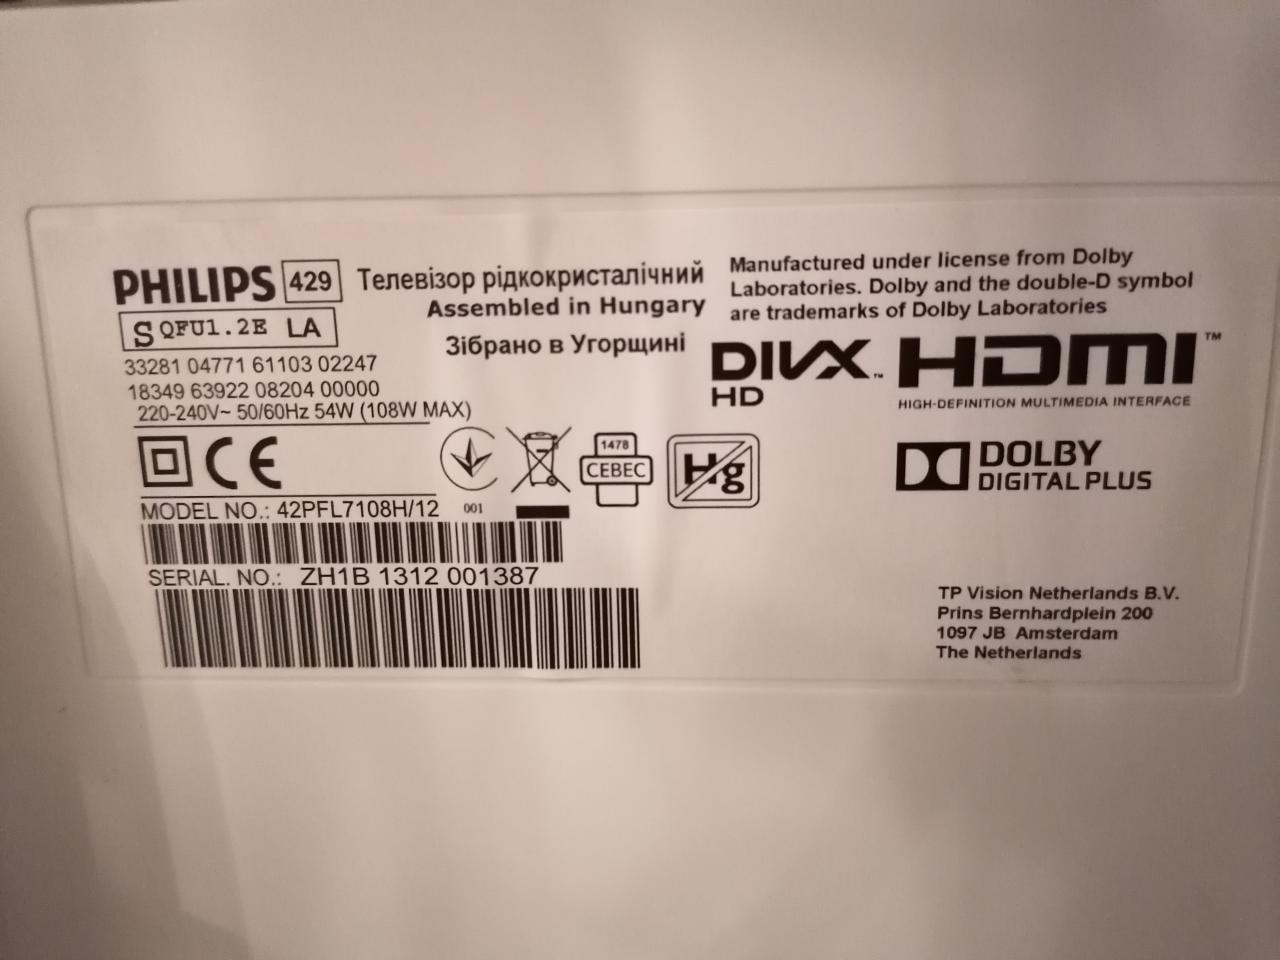 PHILIPS 429
S QFU1.2E LA
33281 04771 61103 02247
18349 63922 08204 00000
220-240V~ 50/60Hz 54W (108W MAX)
CE
MODEL NO.: 42PFL7108H/12
SERIAL. NO.: ZH1B 1312 001387
Телевізор рідкокристалічний
Assembled in Hungary
Зібрано в Угорщині
001
1478
CEBEC
Hg
Manufactured under license from Dolby
Laboratories. Dolby and the double-D symbol
are trademarks of Dolby Laboratories
DIVX™
HD
HDMI™
HIGH-DEFINITION MULTIMEDIA INTERFACE
DOLBY
DIGITAL PLUS
TP Vision Netherlands B.V.
Prins Bernhardplein 200
1097 JB Amsterdam
The Netherlands